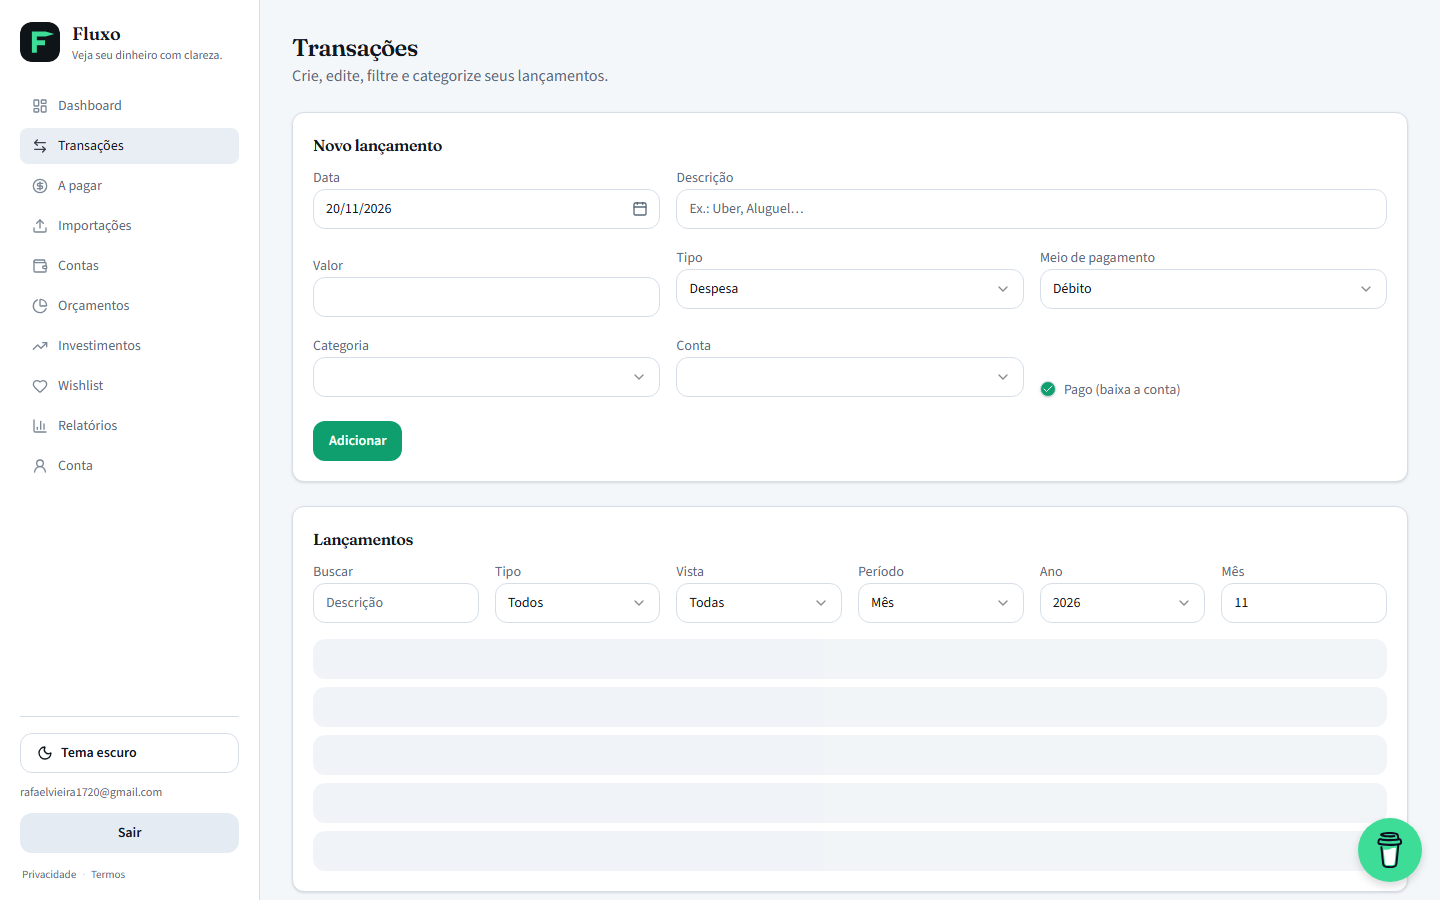 Fluxo
Veja seu dinheiro com clareza.
Dashboard
Transações
A pagar
Importações
Contas
Orçamentos
Investimentos
Wishlist
Relatórios
Conta
Tema escuro
rafaelvieira1720@gmail.com
Sair
Privacidade · Termos
Transações
Crie, edite, filtre e categorize seus lançamentos.
Novo lançamento
Data
20/11/2026
Descrição
Ex.: Uber, Aluguel…
Valor
Tipo
Despesa
Meio de pagamento
Débito
Categoria
Conta
Pago (baixa a conta)
Adicionar
Lançamentos
Buscar
Descrição
Tipo
Todos
Vista
Todas
Período
Mês
Ano
2026
Mês
11